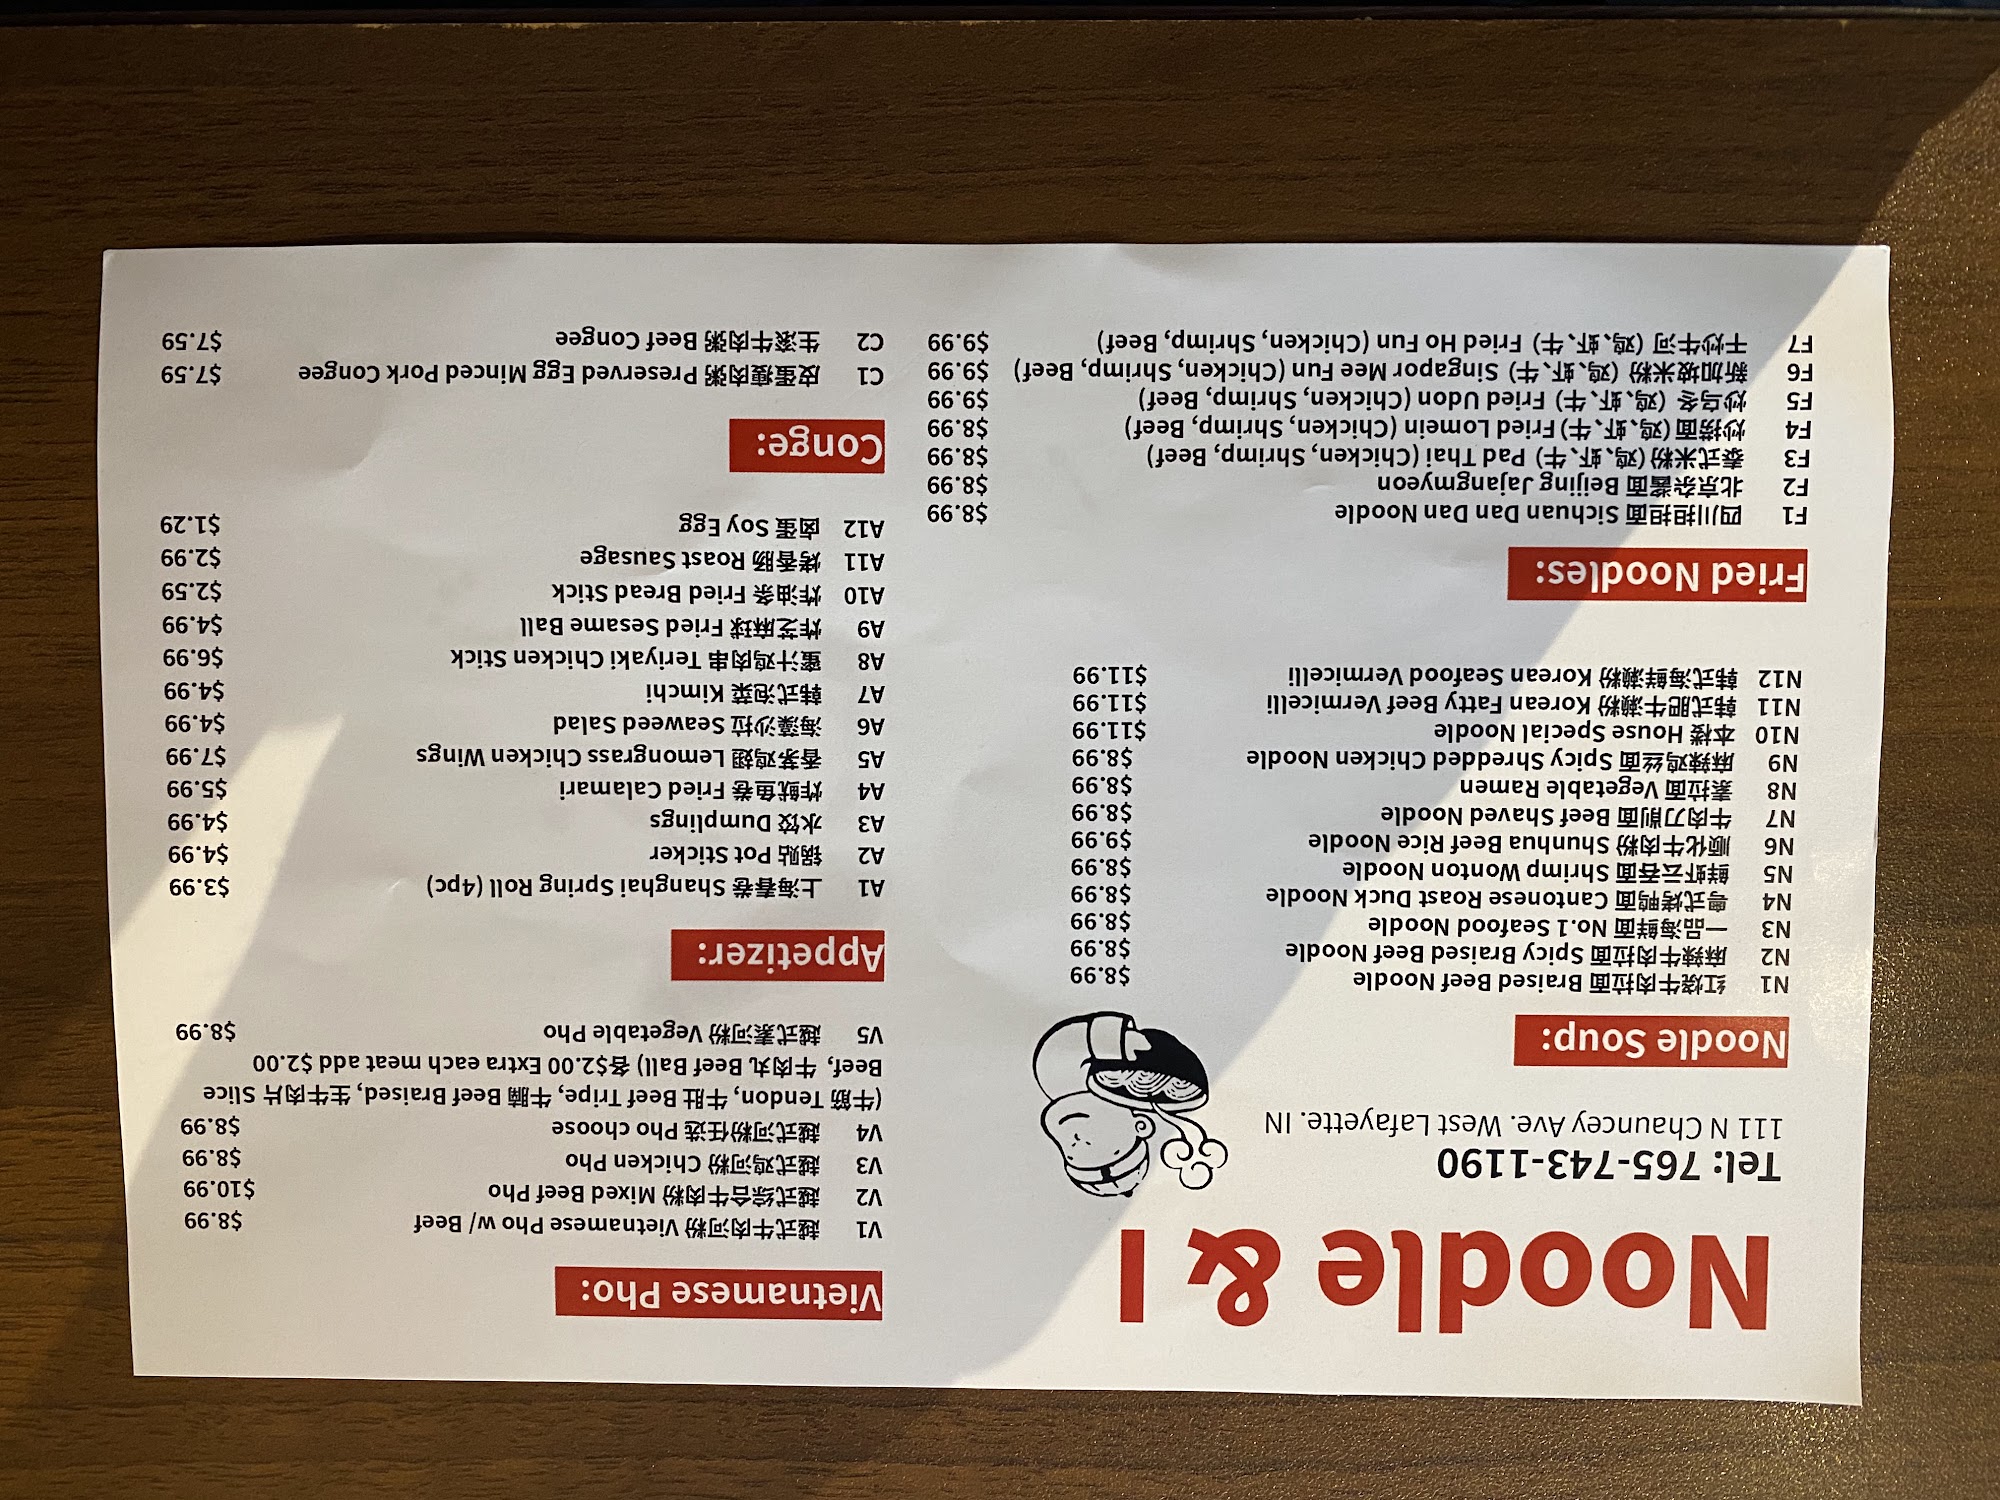 Noodle & I
Tel: 765-743-1190
111 N Chauncey Ave. West Lafayette. IN
Noodle Soup:
N1 红烧牛肉拉面 Braised Beef Noodle $8.99
N2 麻辣牛肉拉面 Spicy Braised Beef Noodle $8.99
N3 一品海鲜面 No.1 Seafood Noodle $8.99
N4 粤式烤鸭面 Cantonese Roast Duck Noodle $8.99
N5 鲜虾云吞面 Shrimp Wonton Noodle $8.99
N6 顺化牛肉粉 Shunhua Beef Rice Noodle $9.99
N7 牛肉刀削面 Beef Shaved Noodle $8.99
N8 素拉面 Vegetable Ramen $8.99
N9 麻辣鸡丝面 Spicy Shredded Chicken Noodle $8.99
N10 本楼 House Special Noodle $11.99
N11 韩式肥牛濑粉 Korean Fatty Beef Vermicelli $11.99
N12 韩式海鲜濑粉 Korean Seafood Vermicelli $11.99
Fried Noodles:
F1 四川担担面 Sichuan Dan Dan Noodle $8.99
F2 北京杂酱面 Beijing Jajangmyeon $8.99
F3 泰式米粉 (鸡、虾、牛) Pad Thai (Chicken, Shrimp, Beef) $8.99
F4 炒捞面 (鸡、虾、牛) Fried Lomein (Chicken, Shrimp, Beef) $8.99
F5 炒乌冬 (鸡、虾、牛) Fried Udon (Chicken, Shrimp, Beef) $9.99
F6 新加坡米粉 (鸡、虾、牛) Singapor Mee Fun (Chicken, Shrimp, Beef) $9.99
F7 干炒牛河 (鸡、虾、牛) Fried Ho Fun (Chicken, Shrimp, Beef) $9.99
Vietnamese Pho:
V1 越式牛肉河粉 Vietnamese Pho w/ Beef $8.99
V2 越式综合牛肉粉 Mixed Beef Pho $10.99
V3 越式鸡河粉 Chicken Pho $8.99
V4 越式河粉任选 Pho choose $8.99
(牛筋 Tendon, 牛肚 Beef Tripe, 牛腩 Beef Braised, 生牛肉片 Slice
Beef, 牛肉丸 Beef Ball) 各$2.00 Extra each meat add $2.00
V5 越式素河粉 Vegetable Pho $8.99
Appetizer:
A1 上海春卷 Shanghai Spring Roll (4pc) $3.99
A2 锅贴 Pot Sticker $4.99
A3 水饺 Dumplings $4.99
A4 炸鱿鱼卷 Fried Calamari $5.99
A5 香茅鸡翅 Lemongrass Chicken Wings $7.99
A6 海藻沙拉 Seaweed Salad $4.99
A7 韩式泡菜 Kimchi $4.99
A8 蜜汁鸡肉串 Teriyaki Chicken Stick $6.99
A9 炸芝麻球 Fried Sesame Ball $4.99
A10 炸油条 Fried Bread Stick $2.59
A11 烤香肠 Roast Sausage $2.99
A12 卤蛋 Soy Egg $1.29
Conge:
C1 皮蛋瘦肉粥 Preserved Egg Minced Pork Congee $7.59
C2 生滚牛肉粥 Beef Congee $7.59